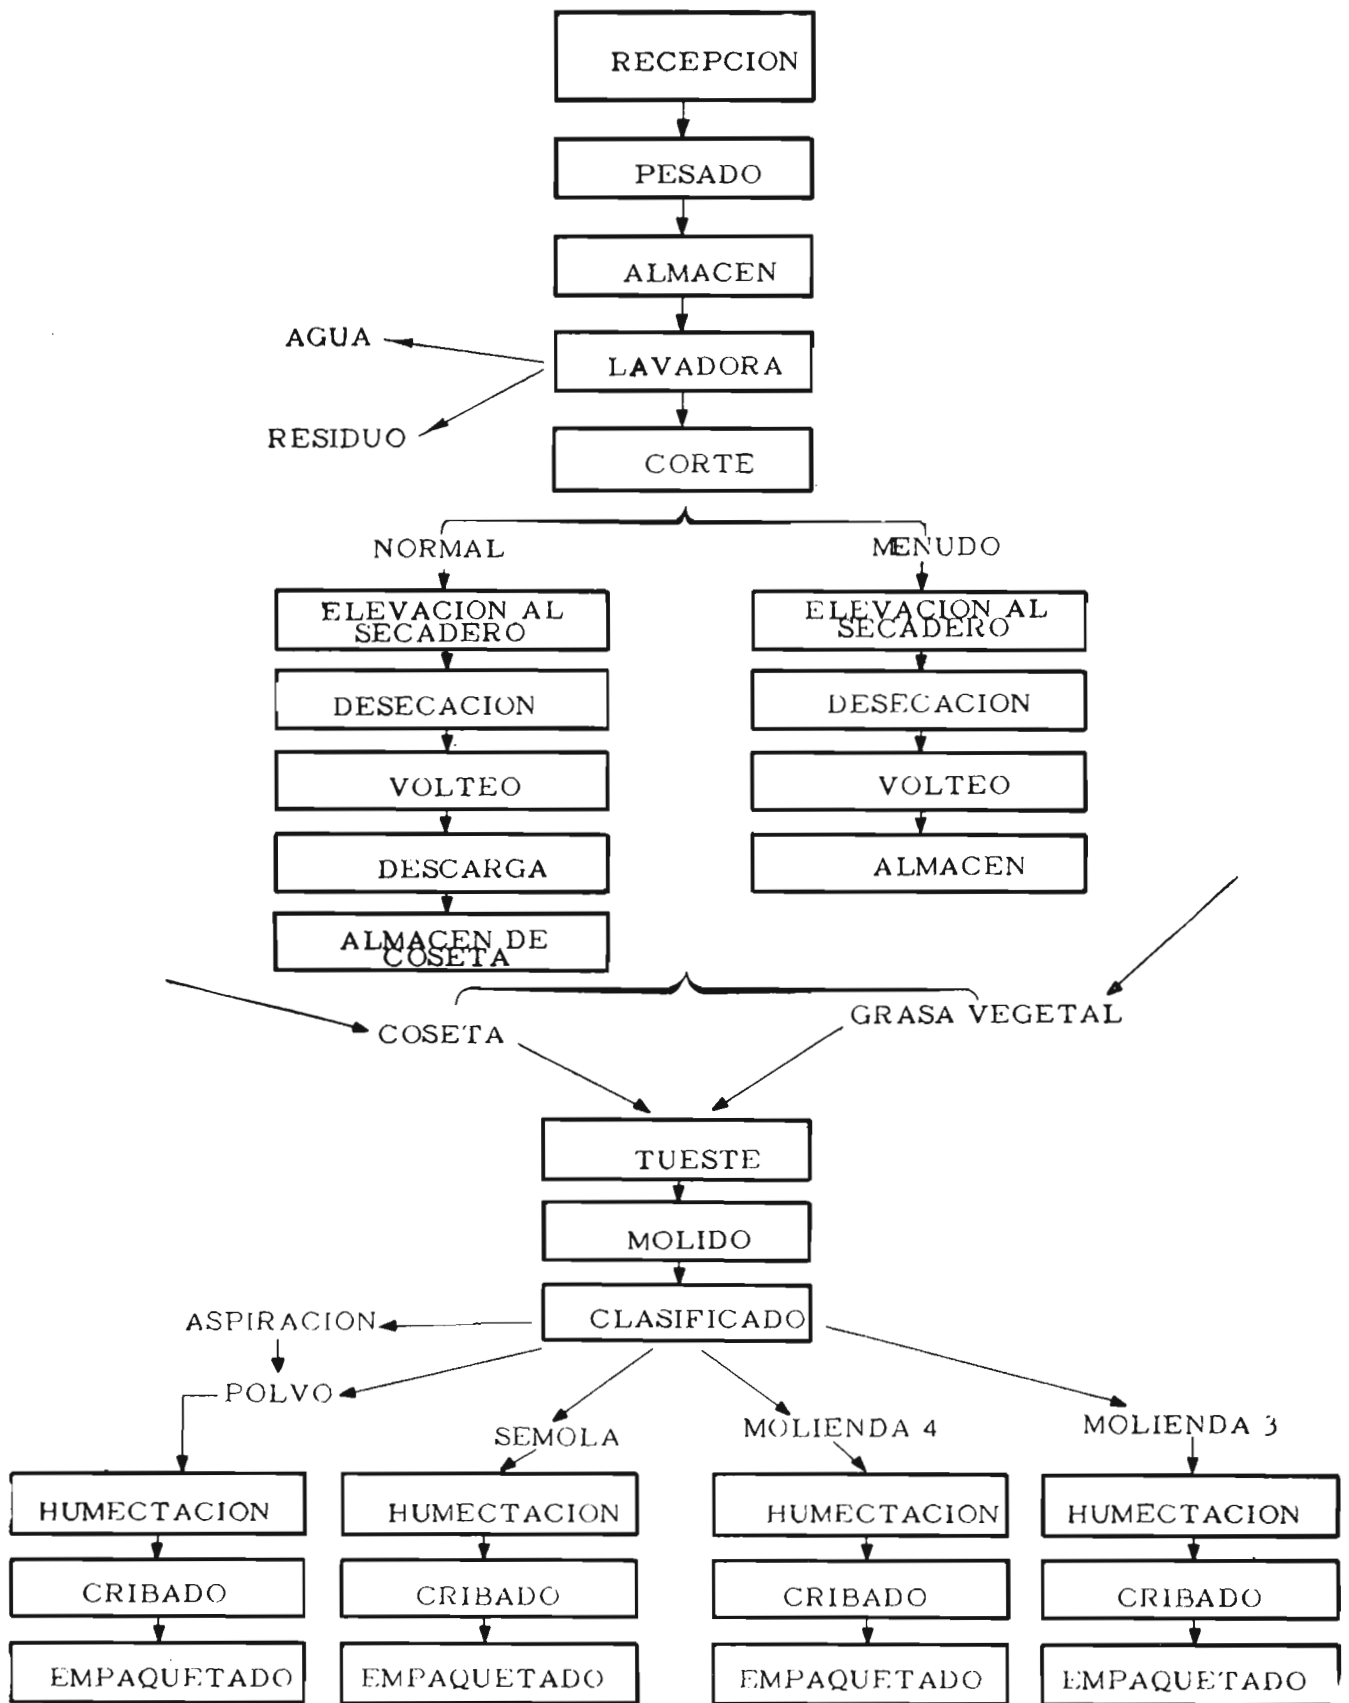 RECEPCION
PESADO
ALMACEN
AGUA
LAVADORA
RESIDUO
CORTE
NORMAL
MENUDO
ELEVACION AL
SECADERO
ELEVACION AL
SECADERO
DESECACION
DESECACION
VOLTEO
VOLTEO
DESCARGA
ALMACEN
ALMACEN DE
COSETA
COSETA
GRASA VEGETAL
TUESTE
MOLIDO
ASPIRACION
CLASIFICADO
POLVO
SEMOLA
MOLIENDA 4
MOLIENDA 3
HUMECTACION
HUMECTACION
HUMECTACION
HUMECTACION
CRIBADO
CRIBADO
CRIBADO
CRIBADO
EMPAQUETADO
EMPAQUETADO
EMPAQUETADO
EMPAQUETADO